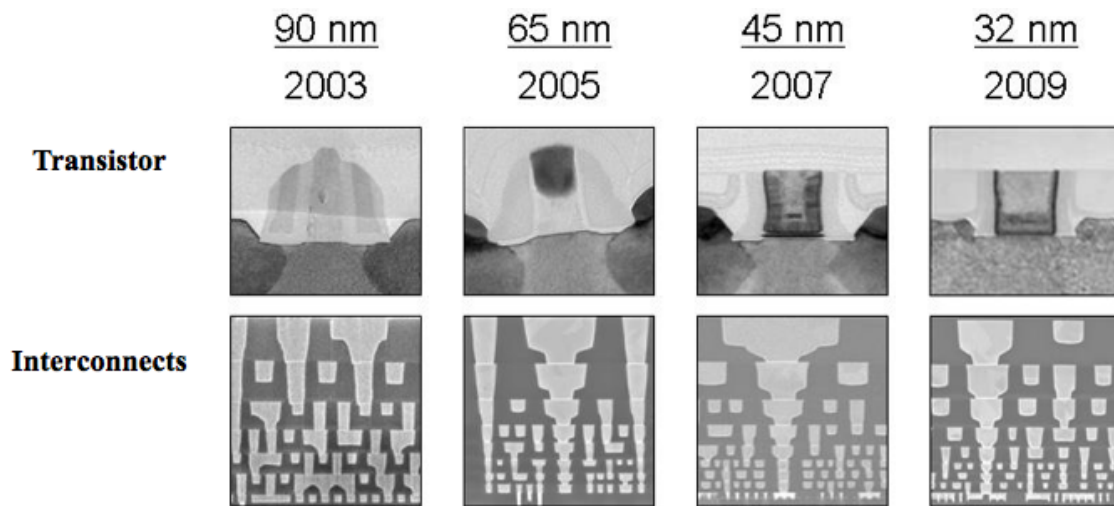 90 nm 65 nm 45 nm 32 nm
2003 2005 2007 2009
Transistor
Interconnects